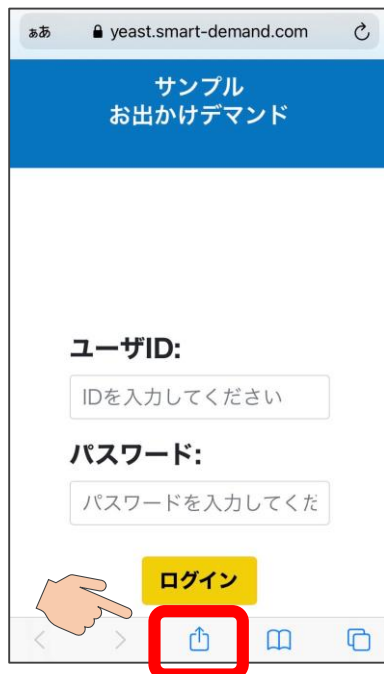 ぁあ yeast.smart-demand.com
サンプル
お出かけデマンド
ユーザID:
IDを入力してください
パスワード:
パスワードを入力してくだ
ログイン